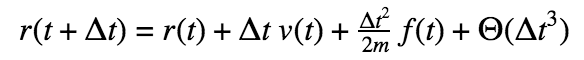 r(t + Δt) = r(t) + Δt v(t) + Δt²/2m f(t) + Θ(Δt³)